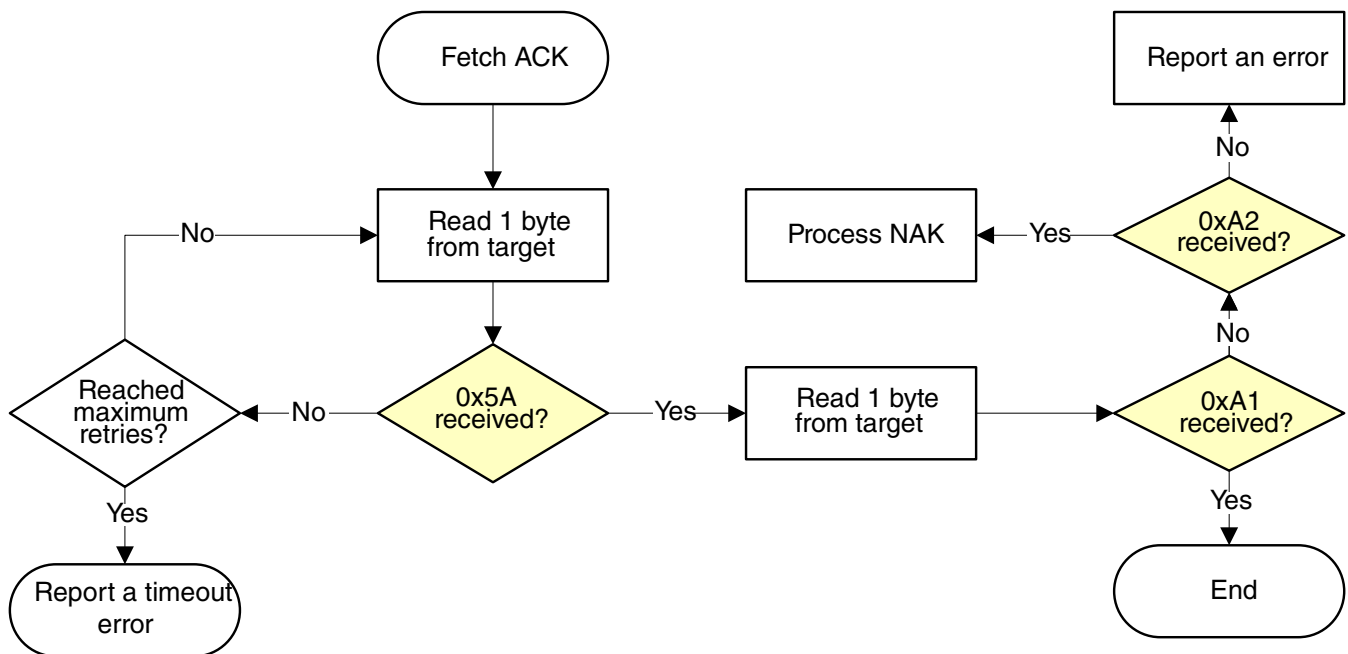 Fetch ACK
Report an error
No
Read 1 byte
from target
No
Process NAK
Yes
0xA2
received?
No
Reached
maximum
retries?
No
0x5A
received?
Yes
Read 1 byte
from target
0xA1
received?
Yes
Yes
Report a timeout
error
End